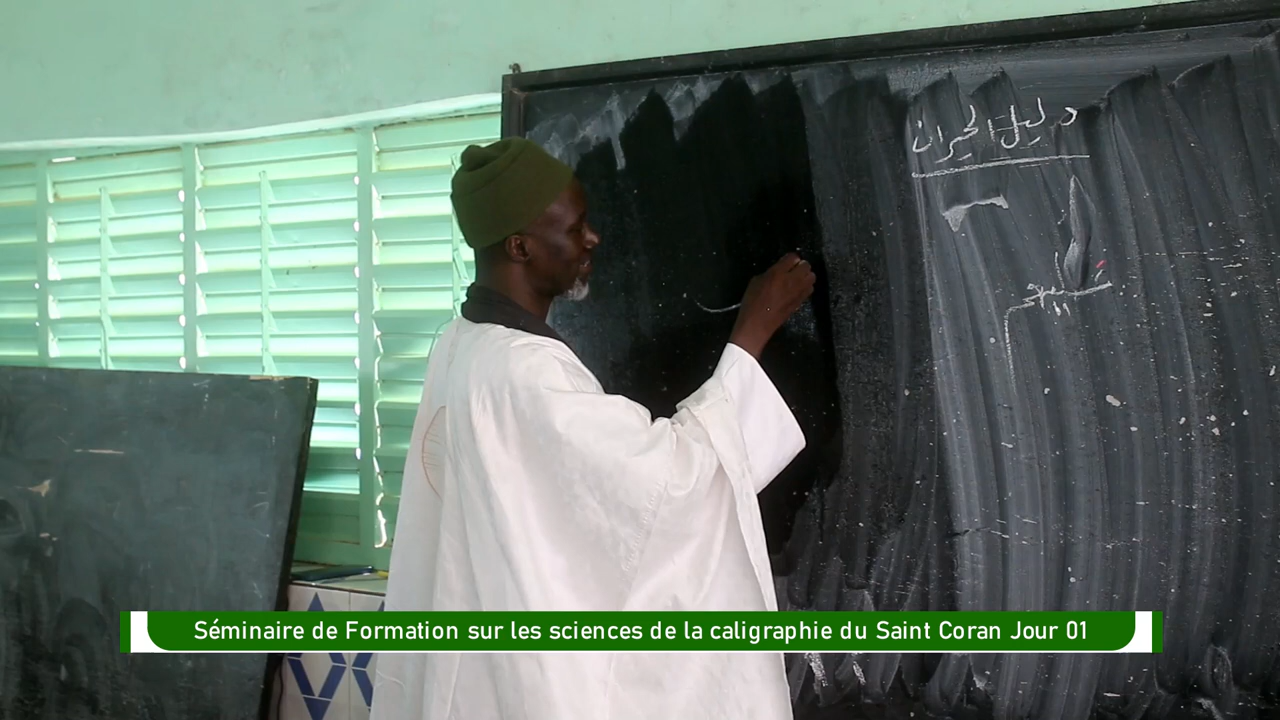 دليل الحيران
Séminaire de Formation sur les sciences de la caligraphie du Saint Coran Jour 01